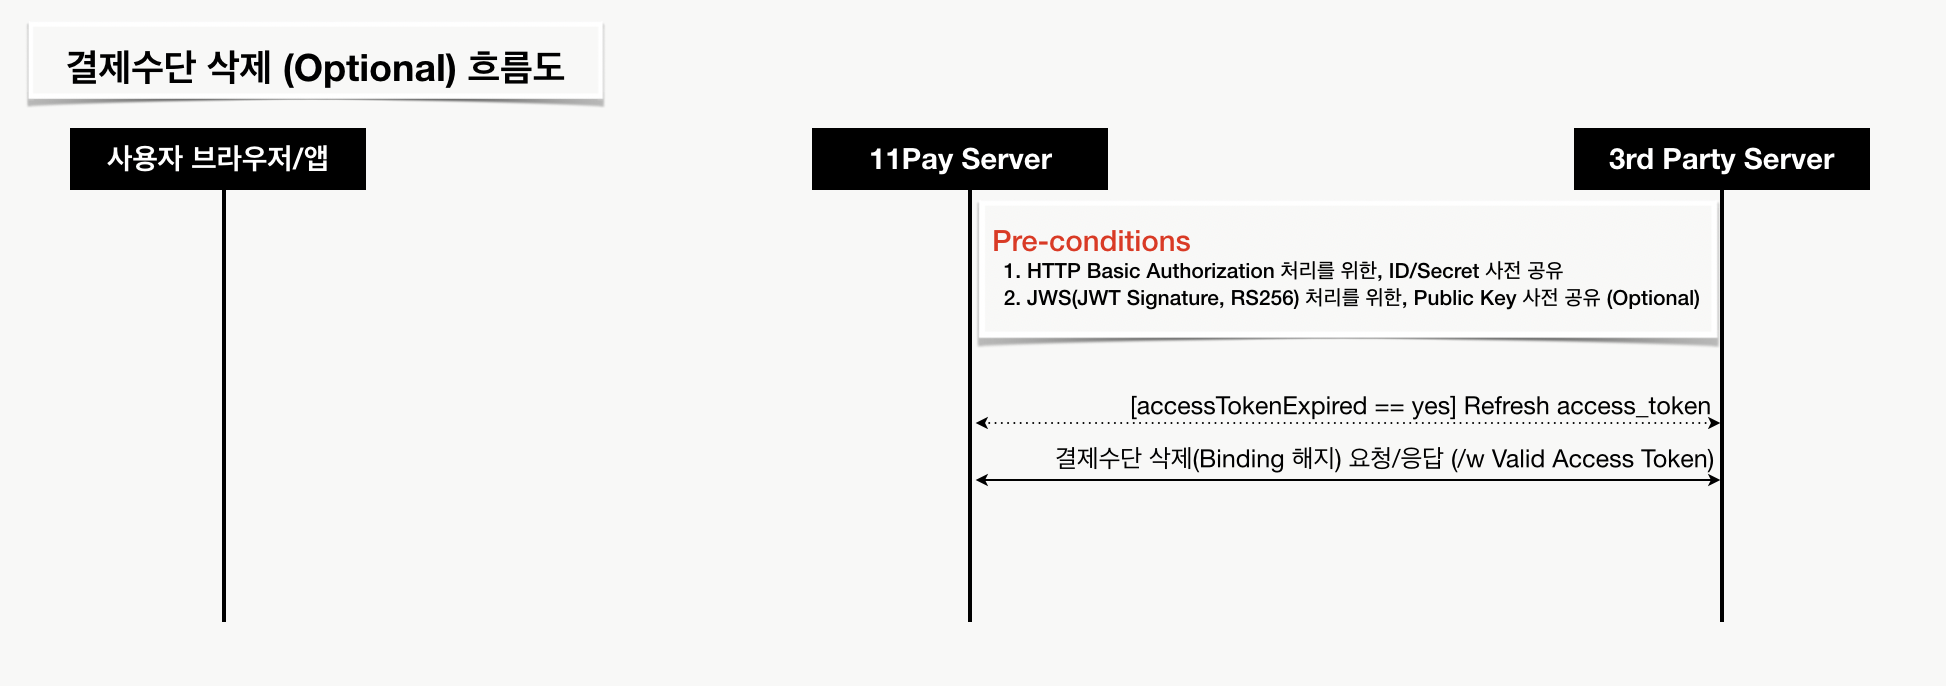 결제수단 삭제 (Optional) 흐름도
사용자 브라우저/앱
11Pay Server
3rd Party Server
Pre-conditions
1. HTTP Basic Authorization 처리를 위한, ID/Secret 사전 공유
2. JWS(JWT Signature, RS256) 처리를 위한, Public Key 사전 공유 (Optional)
[accessTokenExpired == yes] Refresh access_token
결제수단 삭제(Binding 해지) 요청/응답 (/w Valid Access Token)